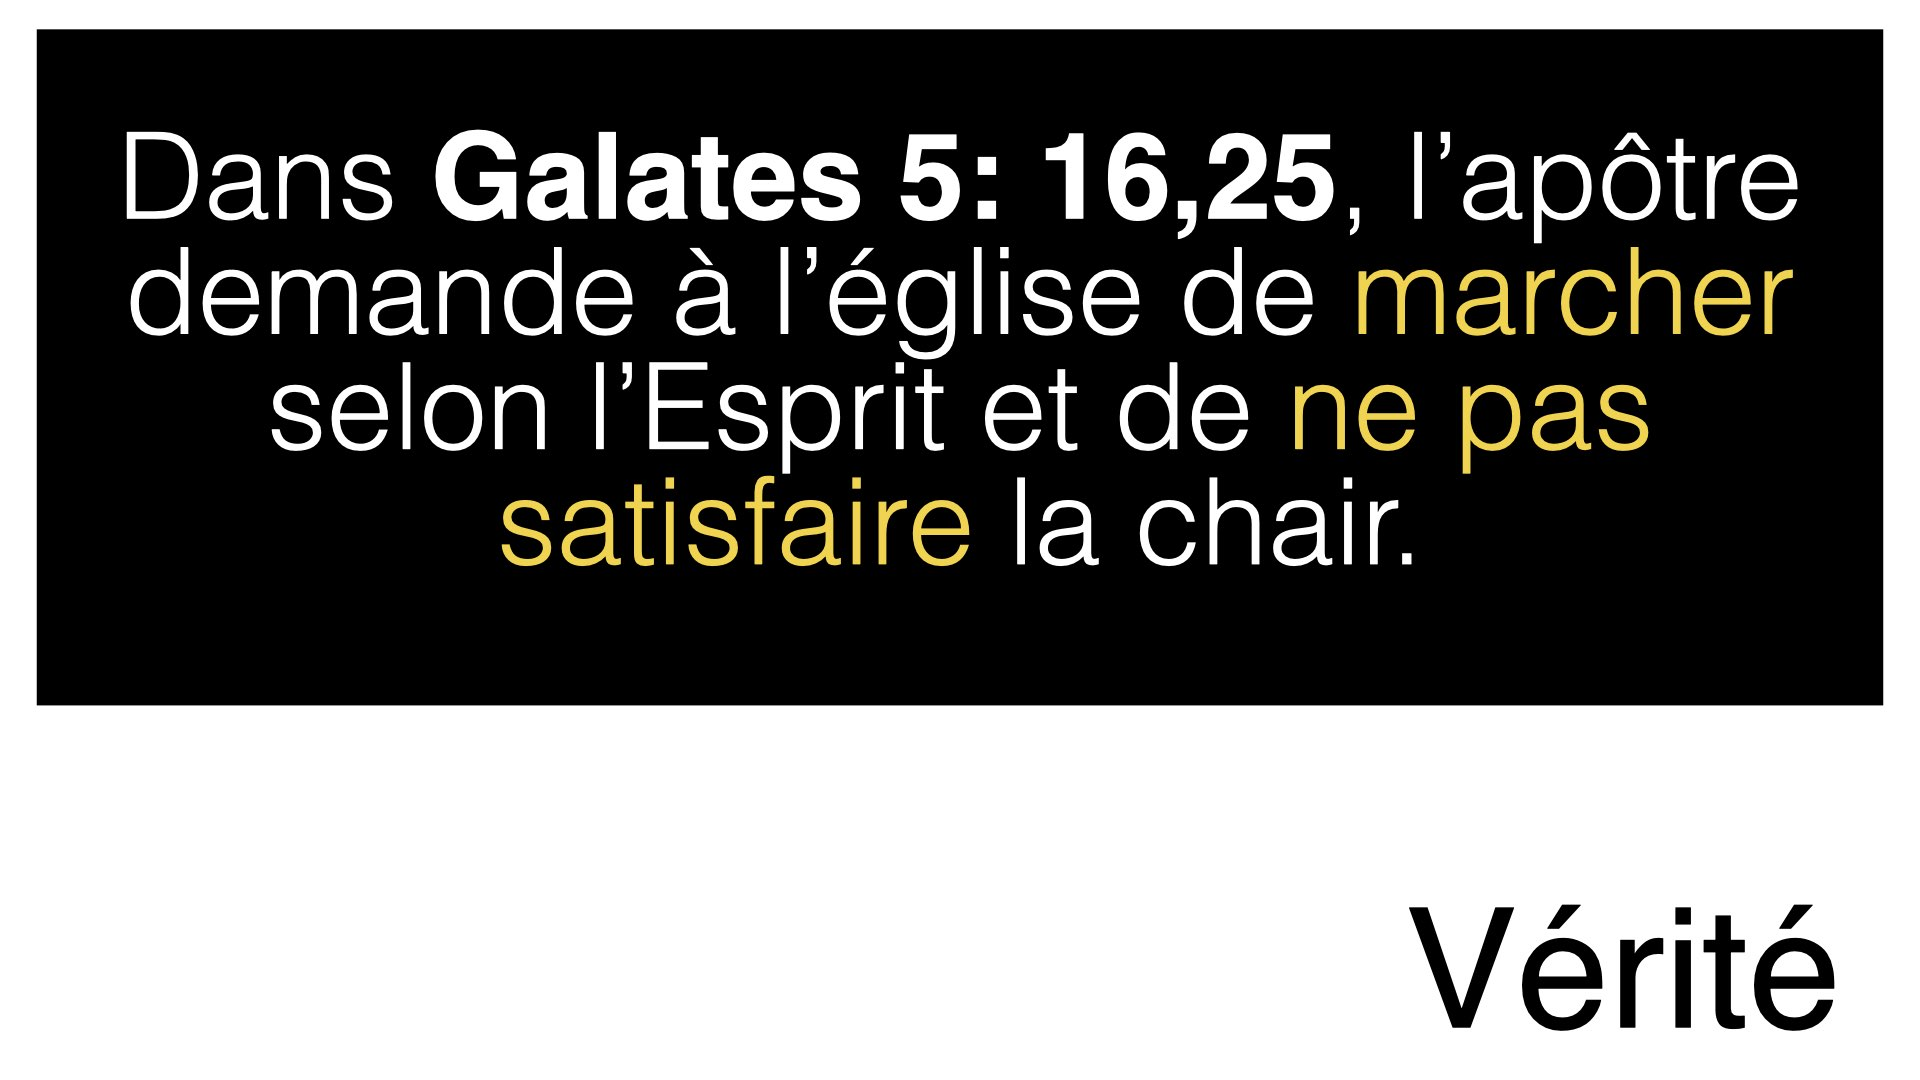 Dans Galates 5: 16,25, l’apôtre
demande à l’église de marcher
selon l’Esprit et de ne pas
satisfaire la chair.
Vérité